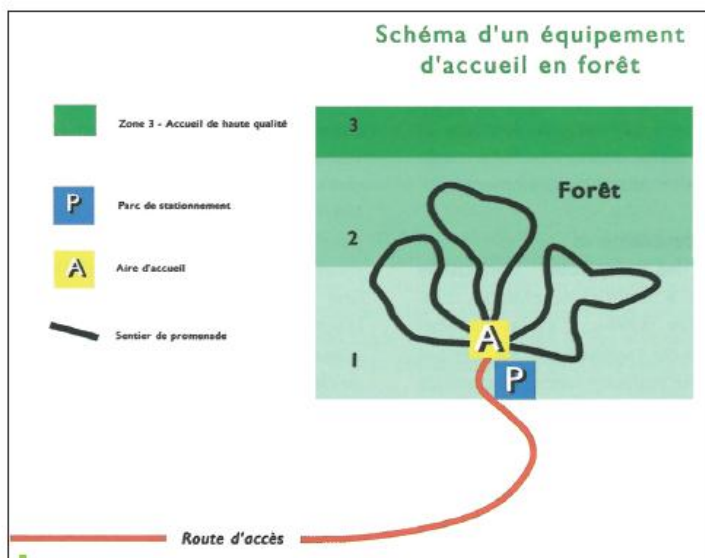 Schéma d'un équipement
d'accueil en forêt
Zone 3 - Accueil de haute qualité
P
Parc de stationnement
A
Aire d'accueil
Sentier de promenade
3
Forêt
2
A
1
P
Route d'accès